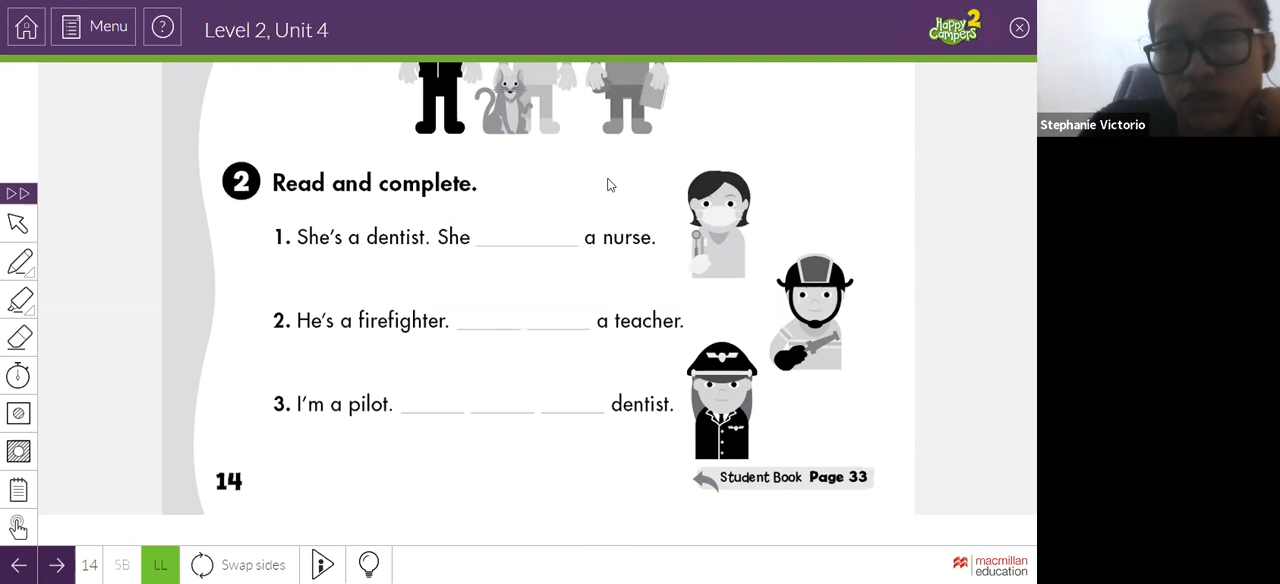 Menu
?
Level 2, Unit 4
Happy Campers 2
Stephanie Victorio
2 Read and complete.
1. She's a dentist. She __________ a nurse.
2. He's a firefighter. ______ ______ a teacher.
3. I'm a pilot. ______ ______ ______ dentist.
14
Student Book Page 33
14
SB
LL
Swap sides
macmillan
education